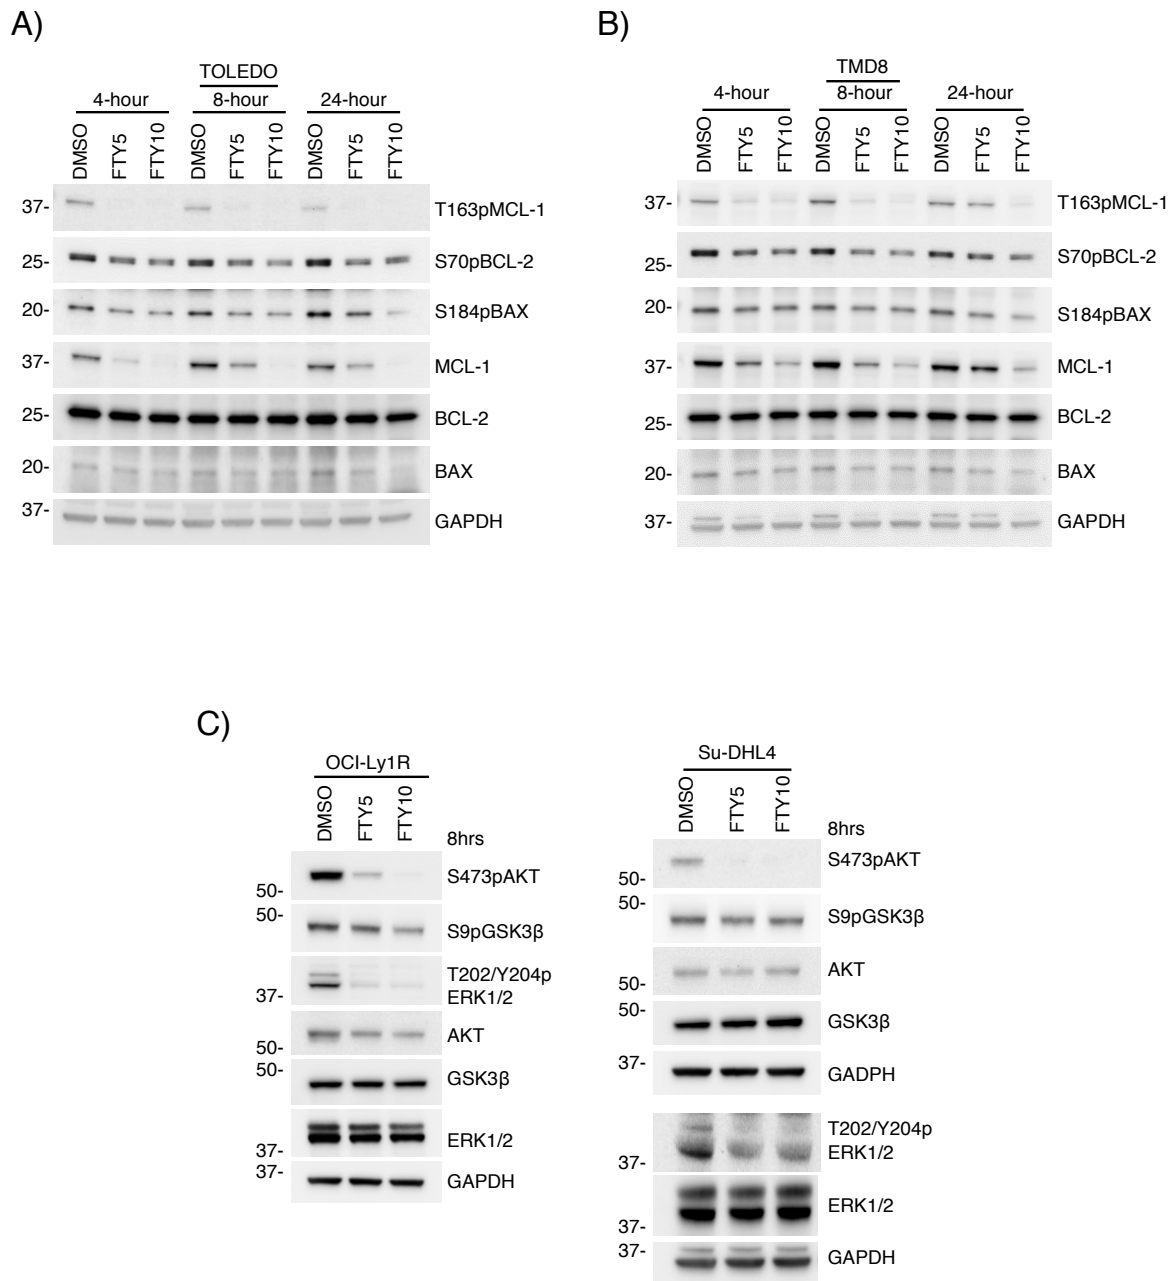 A)
TOLEDO
4-hour 8-hour 24-hour
DMSO FTY5 FTY10 DMSO FTY5 FTY10 DMSO FTY5 FTY10
37- T163pMCL-1
25- S70pBCL-2
20- S184pBAX
37- MCL-1
25- BCL-2
20- BAX
37- GAPDH
B)
TMD8
4-hour 8-hour 24-hour
DMSO FTY5 FTY10 DMSO FTY5 FTY10 DMSO FTY5 FTY10
37- T163pMCL-1
25- S70pBCL-2
20- S184pBAX
37- MCL-1
25- BCL-2
20- BAX
37- GAPDH
C)
OCI-Ly1R
DMSO FTY5 FTY10 8hrs
50- S473pAKT
50- S9pGSK3β
T202/Y204p
37- ERK1/2
50- AKT
50- GSK3β
37- ERK1/2
37- GAPDH
Su-DHL4
DMSO FTY5 FTY10 8hrs
50- S473pAKT
50- S9pGSK3β
50- AKT
50- GSK3β
37- GADPH
T202/Y204p
37- ERK1/2
37- ERK1/2
37- GAPDH